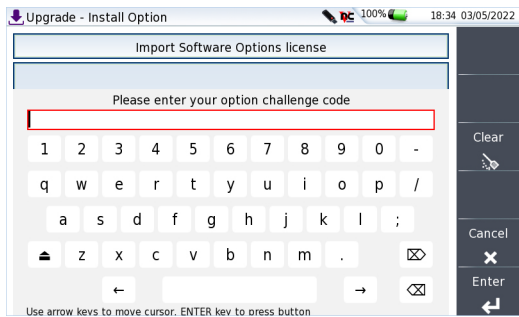 Upgrade - Install Option
DC 100% 18:34 03/05/2022
Import Software Options license
Please enter your option challenge code
1 2 3 4 5 6 7 8 9 0 -
q w e r t y u i o p /
a s d f g h j k l ;
z x c v b n m .
← →
Use arrow keys to move cursor, ENTER key to press button
Clear
Cancel
Enter